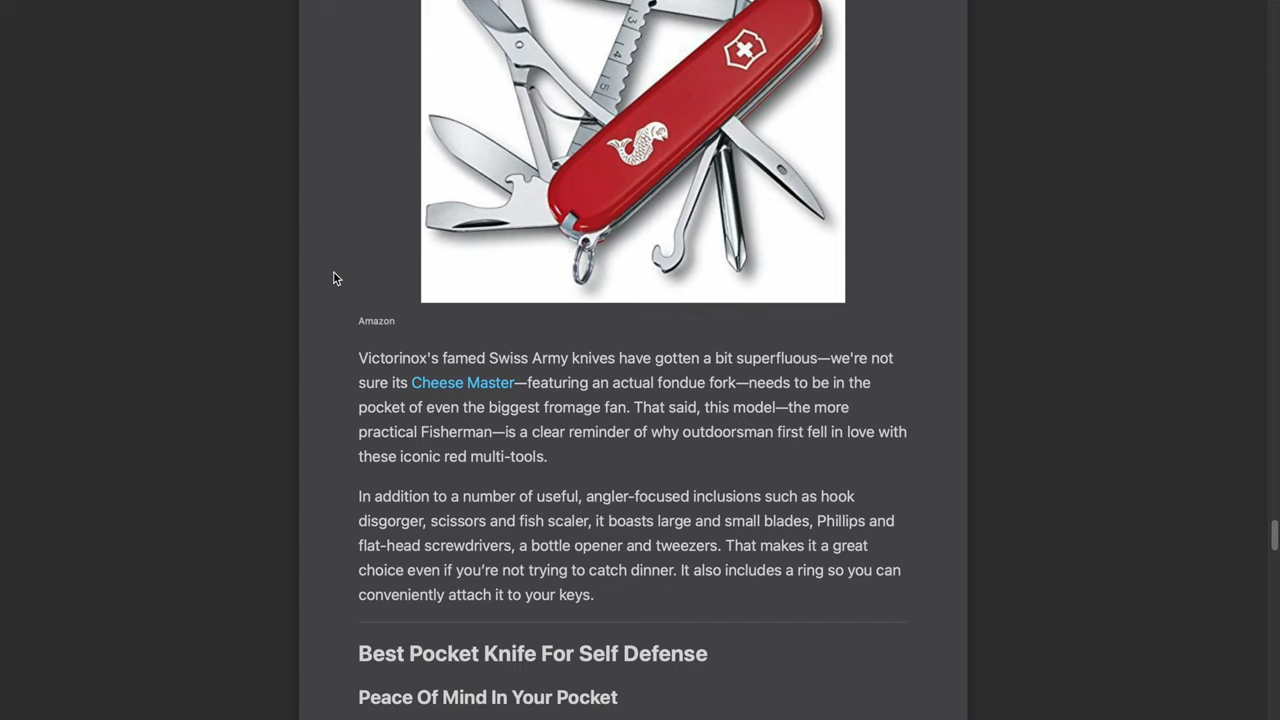 3
4
5
Amazon
Victorinox's famed Swiss Army knives have gotten a bit superfluous—we're not
sure its Cheese Master—featuring an actual fondue fork—needs to be in the
pocket of even the biggest fromage fan. That said, this model—the more
practical Fisherman—is a clear reminder of why outdoorsman first fell in love with
these iconic red multi-tools.
In addition to a number of useful, angler-focused inclusions such as hook
disgorger, scissors and fish scaler, it boasts large and small blades, Phillips and
flat-head screwdrivers, a bottle opener and tweezers. That makes it a great
choice even if you’re not trying to catch dinner. It also includes a ring so you can
conveniently attach it to your keys.
Best Pocket Knife For Self Defense
Peace Of Mind In Your Pocket